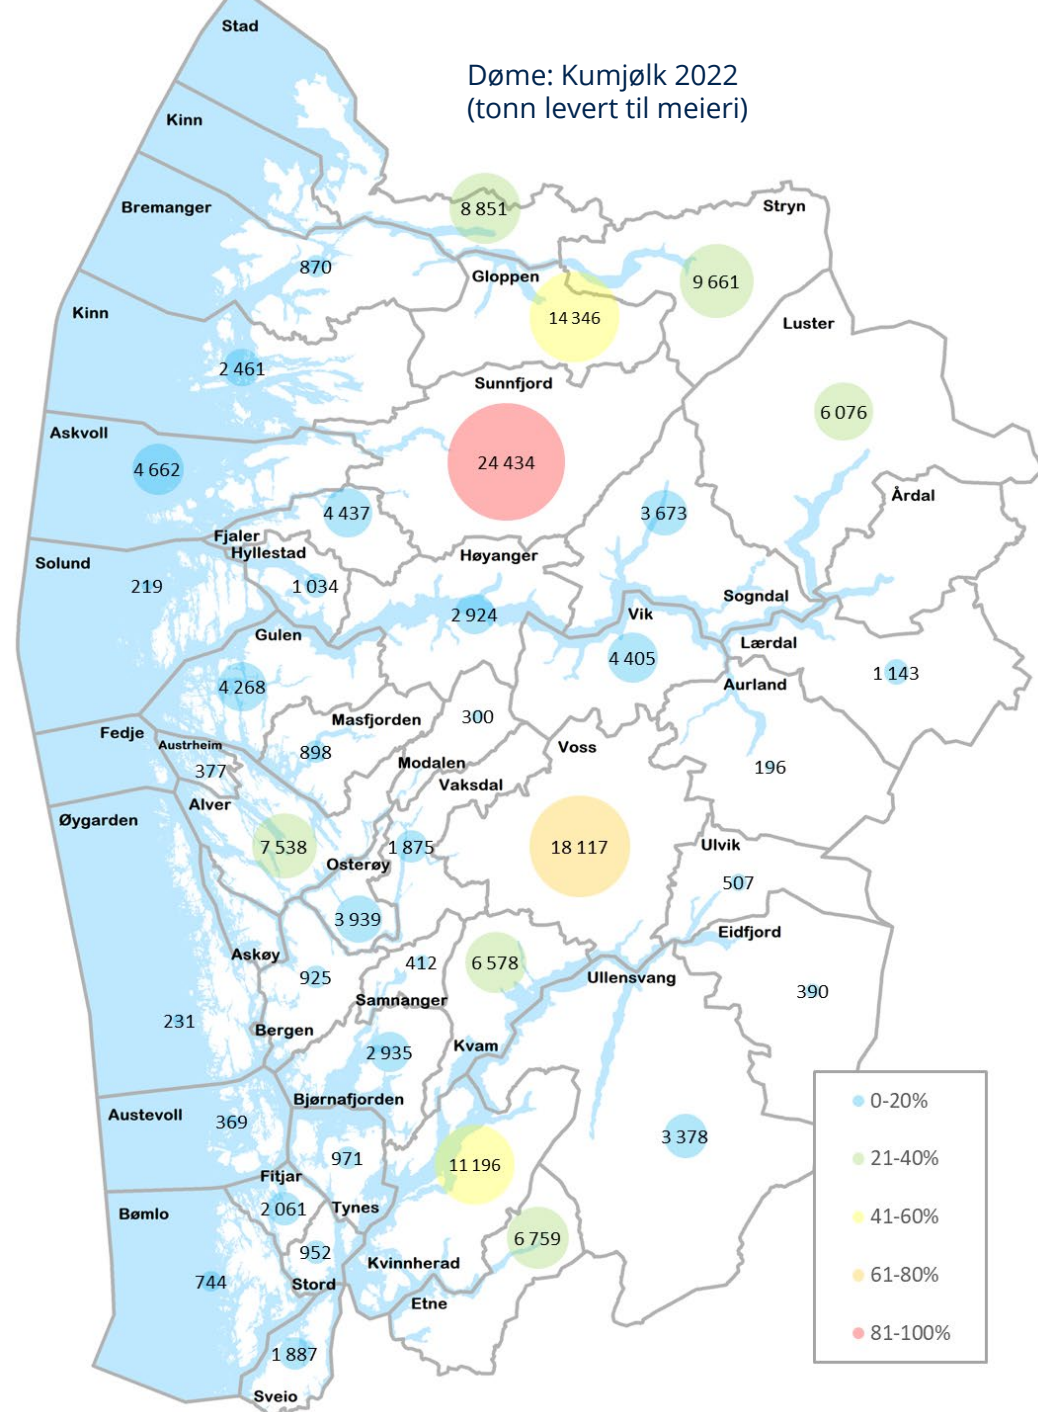 Stad
Døme: Kumjølk 2022
(tonn levert til meieri)
Kinn
Bremanger
8 851
Stryn
870
Gloppen
9 661
Kinn
14 346
Luster
2 461
Sunnfjord
6 076
Askvoll
4 662
24 434
Årdal
4 437
3 673
Fjaler
Hyllestad
Høyanger
Solund
219
1 034
Sogndal
2 924
Vik
Gulen
Lærdal
4 405
1 143
4 268
Aurland
Masfjorden
300
Fedje
Austrheim
898
Voss
377
Modalen
196
Vaksdal
Alver
Øygarden
7 538
1 875
18 117
Ulvik
Osterøy
507
3 939
Eidfjord
Askøy
412
6 578
925
Ullensvang
Samnanger
390
231
Bergen
Kvam
2 935
Bjørnafjorden
Austevoll
369
971
11 196
3 378
Fitjar
2 061
Tynes
Bømlo
6 759
952
Kvinnherad
744
Stord
Etne
1 887
Sveio
0-20%
21-40%
41-60%
61-80%
81-100%